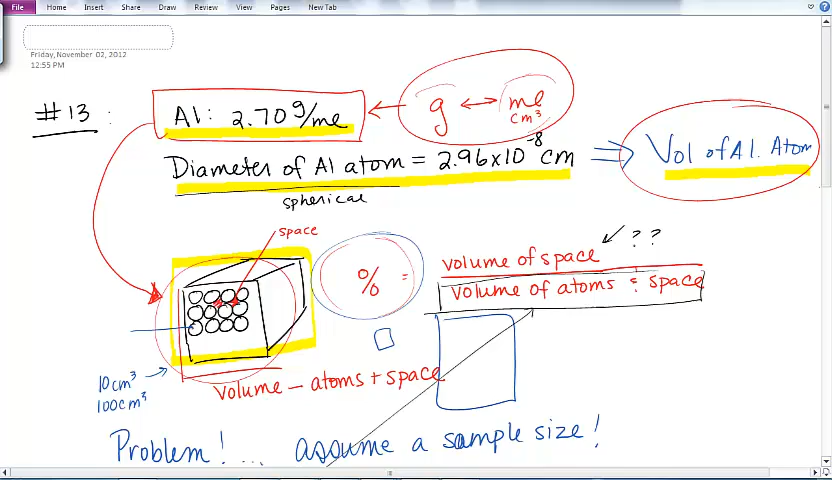 File Home Insert Share Draw Review View Pages New Tab
Friday, November 02, 2012
12:55 PM
#13 : Al: 2.70 g/ml ← g ↔ ml
cm³
Diameter of Al atom = 2.96x10⁻⁸ cm ⇒ Vol of Al. Atom
spherical
space
% = volume of space ??
volume of atoms : space
10cm³
100cm³
Volume - atoms + space
Problem! ... assume a sample size!